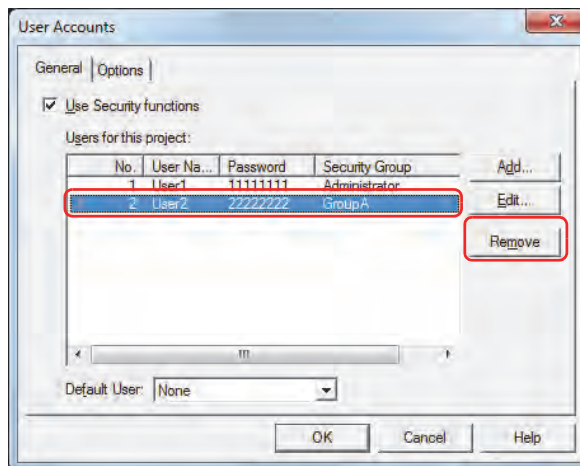 User Accounts
General Options
Use Security functions
Users for this project:
No. User Na... Password Security Group
1 User1 11111111 Administrator
2 User2 22222222 GroupA
Add...
Edit...
Remove
Default User: None
OK Cancel Help